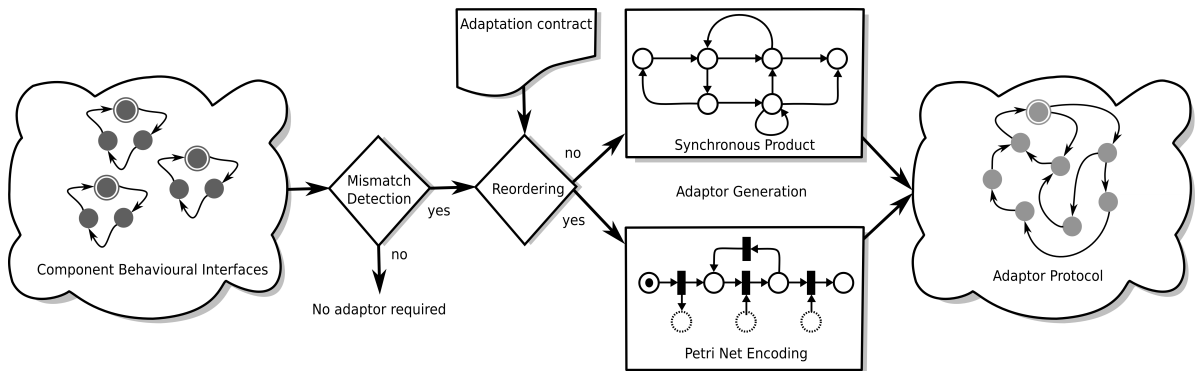 Adaptation contract
Component Behavioural Interfaces
Mismatch
Detection
yes
no
No adaptor required
Reordering
no
yes
Synchronous Product
Adaptor Generation
Petri Net Encoding
Adaptor Protocol